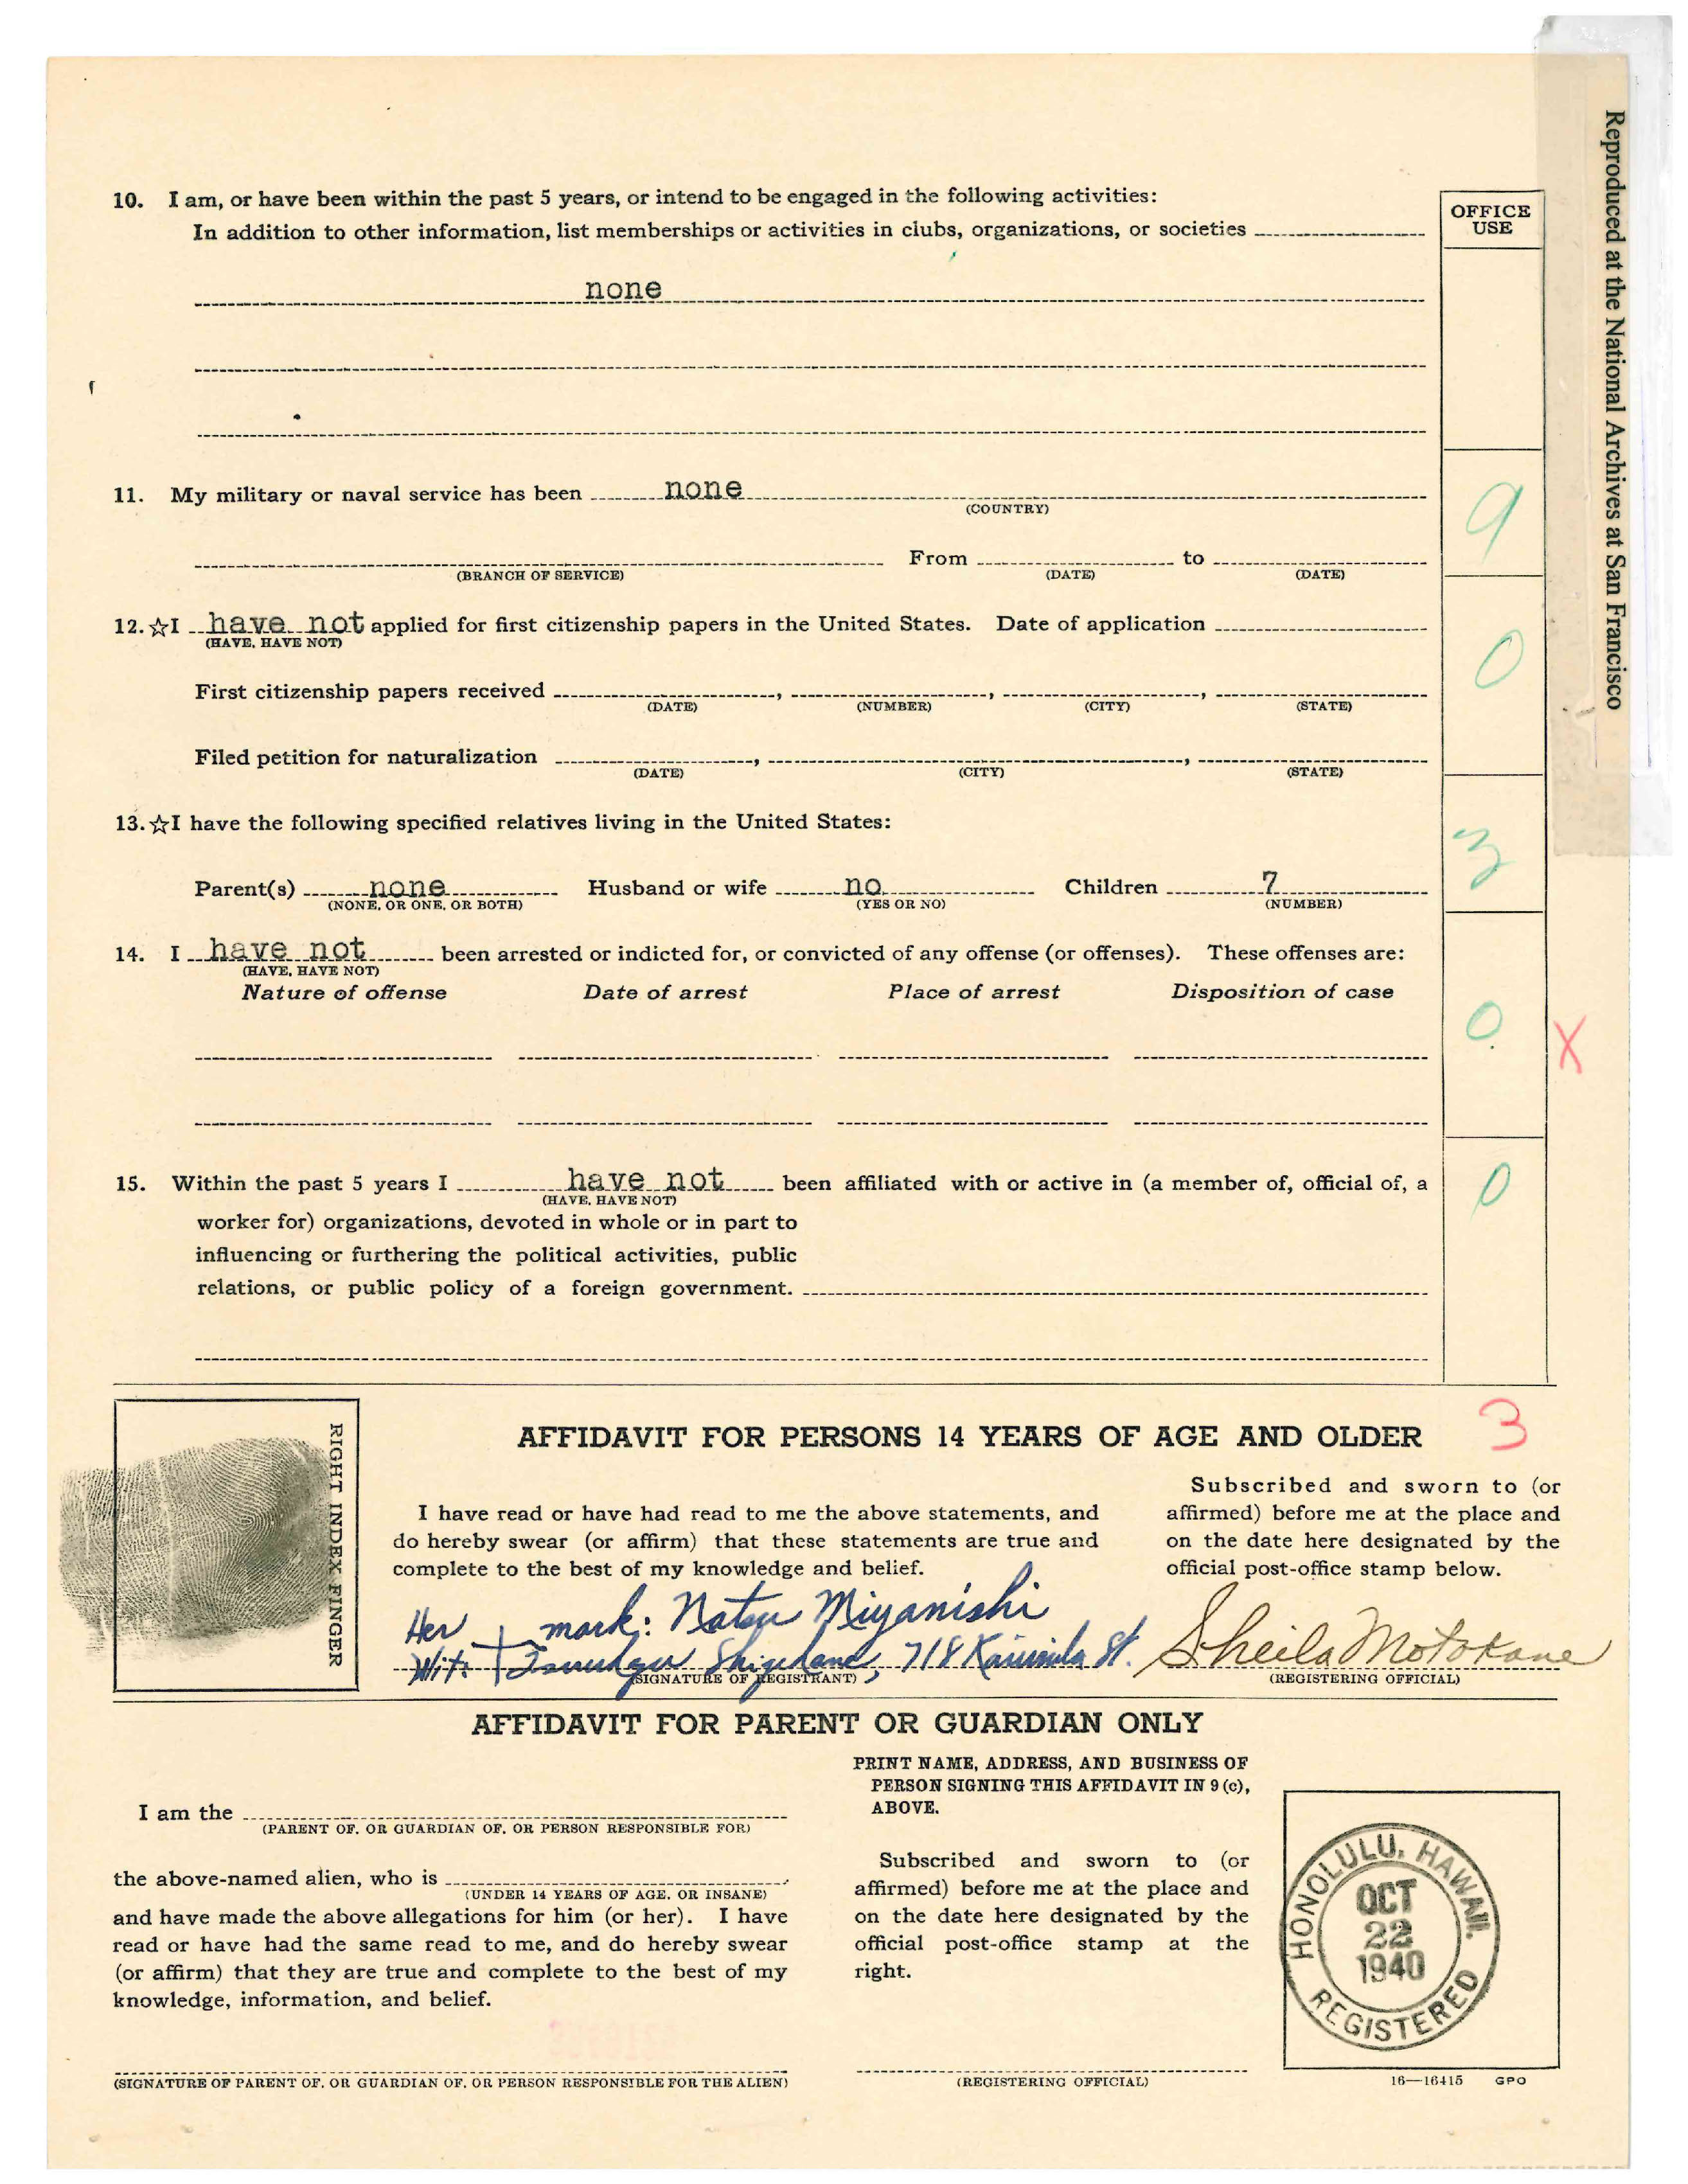 Reproduced at the National Archives at San Francisco
OFFICE
USE
10. I am, or have been within the past 5 years, or intend to be engaged in the following activities:
In addition to other information, list memberships or activities in clubs, organizations, or societies
none
11. My military or naval service has been none
(COUNTRY)
9
From to
(BRANCH OF SERVICE) (DATE) (DATE)
12. ☆I have not applied for first citizenship papers in the United States. Date of application
(HAVE, HAVE NOT)
0
First citizenship papers received , , ,
(DATE) (NUMBER) (CITY) (STATE)
Filed petition for naturalization , ,
(DATE) (CITY) (STATE)
13. ☆I have the following specified relatives living in the United States:
3
Parent(s) none Husband or wife no Children 7
(NONE, OR ONE, OR BOTH) (YES OR NO) (NUMBER)
14. I have not been arrested or indicted for, or convicted of any offense (or offenses). These offenses are:
(HAVE, HAVE NOT)
Nature of offense Date of arrest Place of arrest Disposition of case
0 X
15. Within the past 5 years I have not been affiliated with or active in (a member of, official of, a
(HAVE, HAVE NOT)
0
worker for) organizations, devoted in whole or in part to
influencing or furthering the political activities, public
relations, or public policy of a foreign government.
RIGHT INDEX FINGER
AFFIDAVIT FOR PERSONS 14 YEARS OF AGE AND OLDER 3
I have read or have had read to me the above statements, and
do hereby swear (or affirm) that these statements are true and
complete to the best of my knowledge and belief.
Subscribed and sworn to (or
affirmed) before me at the place and
on the date here designated by the
official post-office stamp below.
Her mark: Natsu Miyanishi
Wit: Shigekane, 718 St.
(SIGNATURE OF REGISTRANT)
Sheila Motokane
(REGISTERING OFFICIAL)
AFFIDAVIT FOR PARENT OR GUARDIAN ONLY
I am the
(PARENT OF, OR GUARDIAN OF, OR PERSON RESPONSIBLE FOR)
the above-named alien, who is ,
(UNDER 14 YEARS OF AGE, OR INSANE)
and have made the above allegations for him (or her). I have
read or have had the same read to me, and do hereby swear
(or affirm) that they are true and complete to the best of my
knowledge, information, and belief.
(SIGNATURE OF PARENT OF, OR GUARDIAN OF, OR PERSON RESPONSIBLE FOR THE ALIEN)
PRINT NAME, ADDRESS, AND BUSINESS OF
PERSON SIGNING THIS AFFIDAVIT IN 9 (c),
ABOVE.
Subscribed and sworn to (or
affirmed) before me at the place and
on the date here designated by the
official post-office stamp at the
right.
(REGISTERING OFFICIAL)
HONOLULU, HAWAII.
OCT
22
1940
REGISTERED
16—16415 GPO